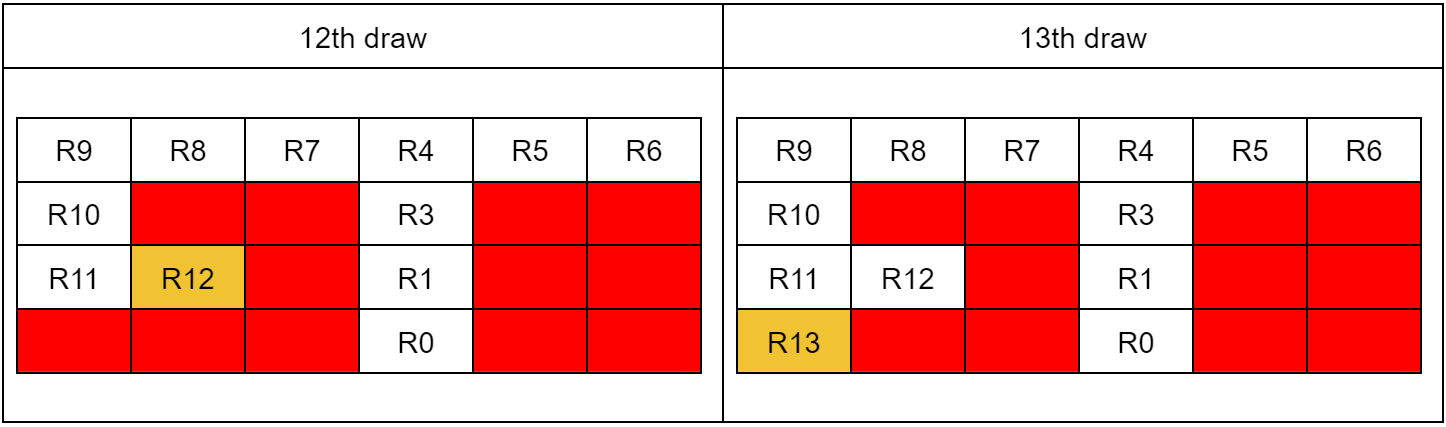 12th draw
13th draw
R9 R8 R7 R4 R5 R6
R10 R3
R11 R12 R1
R0
R9 R8 R7 R4 R5 R6
R10 R3
R11 R12 R1
R13 R0